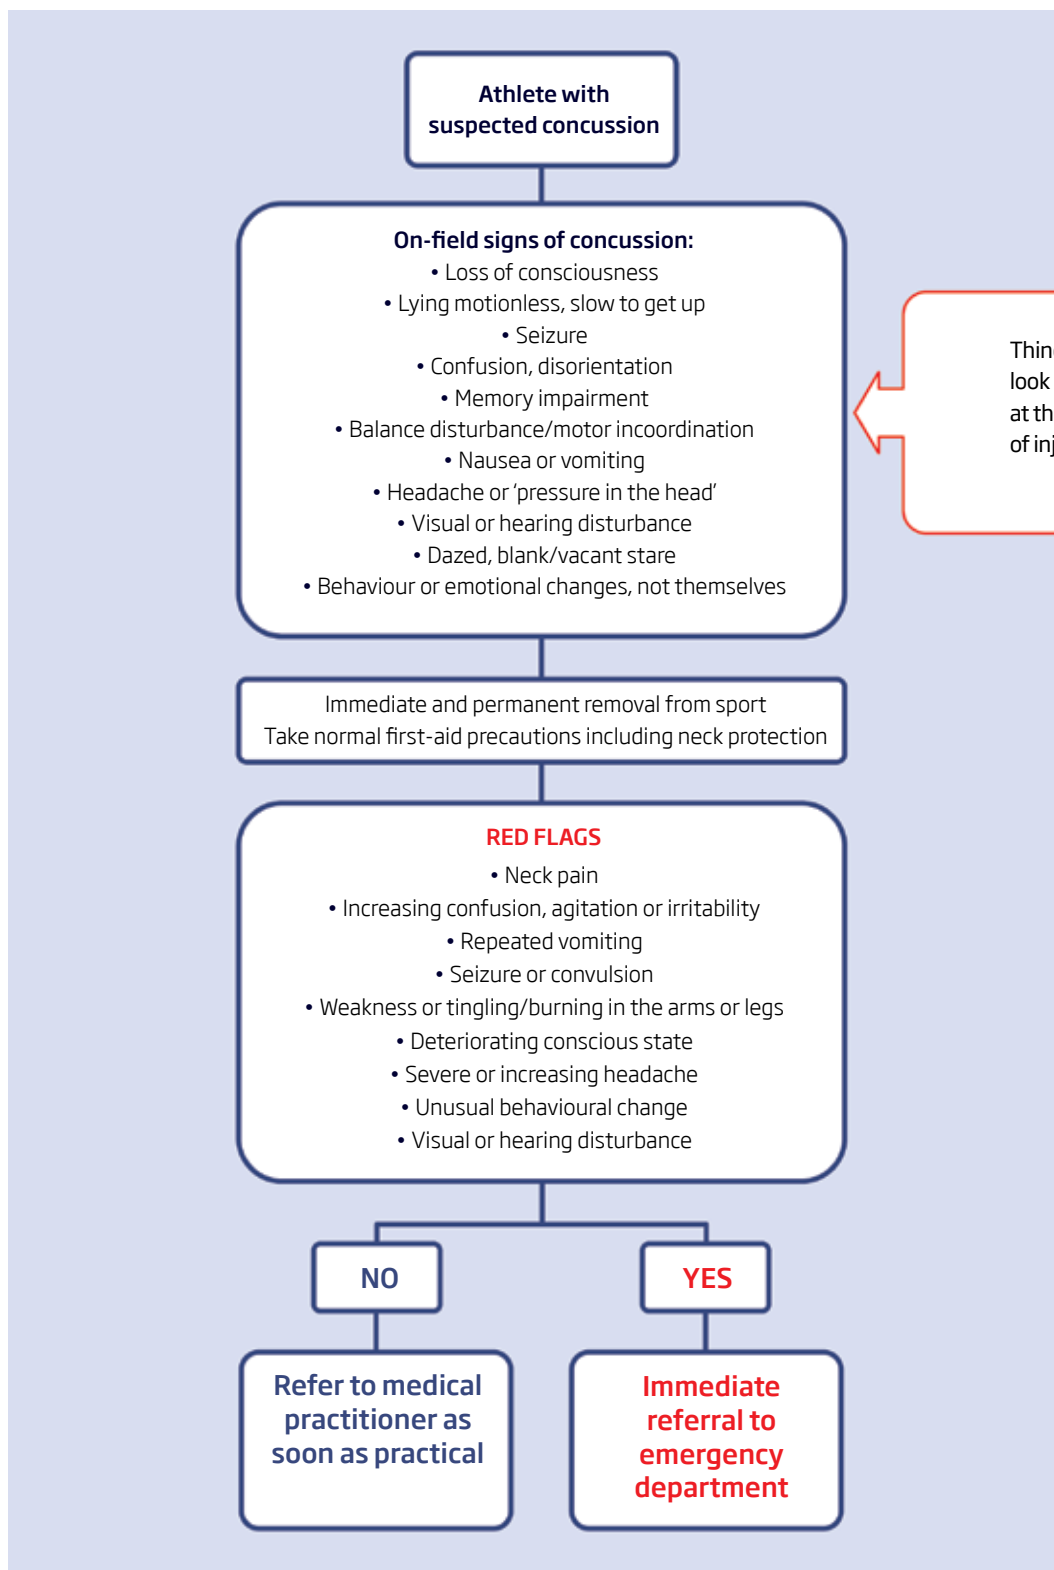 Athlete with
suspected concussion
On-field signs of concussion:
• Loss of consciousness
• Lying motionless, slow to get up
• Seizure
• Confusion, disorientation
• Memory impairment
• Balance disturbance/motor incoordination
• Nausea or vomiting
• Headache or ‘pressure in the head’
• Visual or hearing disturbance
• Dazed, blank/vacant stare
• Behaviour or emotional changes, not themselves
look
of
Immediate and permanent removal from sport
Take normal first-aid precautions including neck protection
RED FLAGS
• Neck pain
• Increasing confusion, agitation or irritability
• Repeated vomiting
• Seizure or convulsion
• Weakness or tingling/burning in the arms or legs
• Deteriorating conscious state
• Severe or increasing headache
• Unusual behavioural change
• Visual or hearing disturbance
NO
YES
Refer to medical
practitioner as
soon as practical
Immediate
referral to
emergency
department